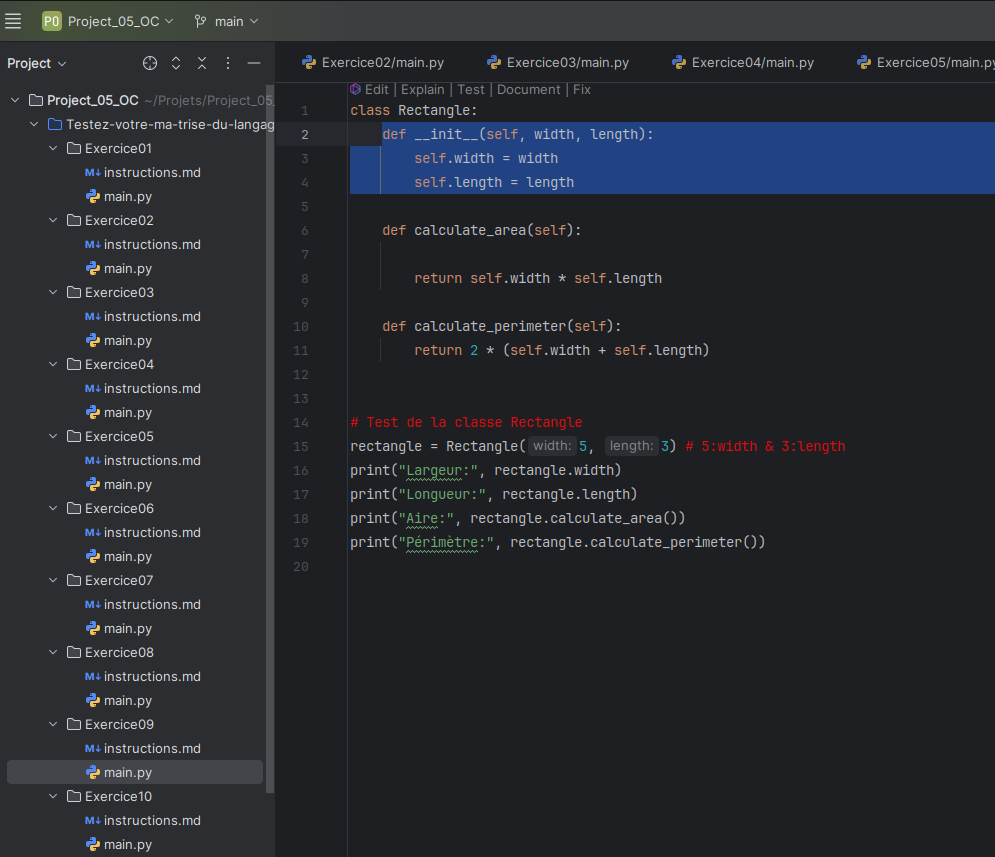 P0 Project_05_OC main
Project
Exercice02/main.py Exercice03/main.py Exercice04/main.py Exercice05/main.py
Project_05_OC ~/Projets/Project_05_
Testez-votre-ma-trise-du-langag
Exercice01
M↓ instructions.md
main.py
Exercice02
M↓ instructions.md
main.py
Exercice03
M↓ instructions.md
main.py
Exercice04
M↓ instructions.md
main.py
Exercice05
M↓ instructions.md
main.py
Exercice06
M↓ instructions.md
main.py
Exercice07
M↓ instructions.md
main.py
Exercice08
M↓ instructions.md
main.py
Exercice09
M↓ instructions.md
main.py
Exercice10
M↓ instructions.md
main.py
Edit | Explain | Test | Document | Fix
1 class Rectangle:
2 def __init__(self, width, length):
3 self.width = width
4 self.length = length
5
6 def calculate_area(self):
7
8 return self.width * self.length
9
10 def calculate_perimeter(self):
11 return 2 * (self.width + self.length)
12
13
14 # Test de la classe Rectangle
15 rectangle = Rectangle( width: 5, length: 3) # 5:width & 3:length
16 print("Largeur:", rectangle.width)
17 print("Longueur:", rectangle.length)
18 print("Aire:", rectangle.calculate_area())
19 print("Périmètre:", rectangle.calculate_perimeter())
20